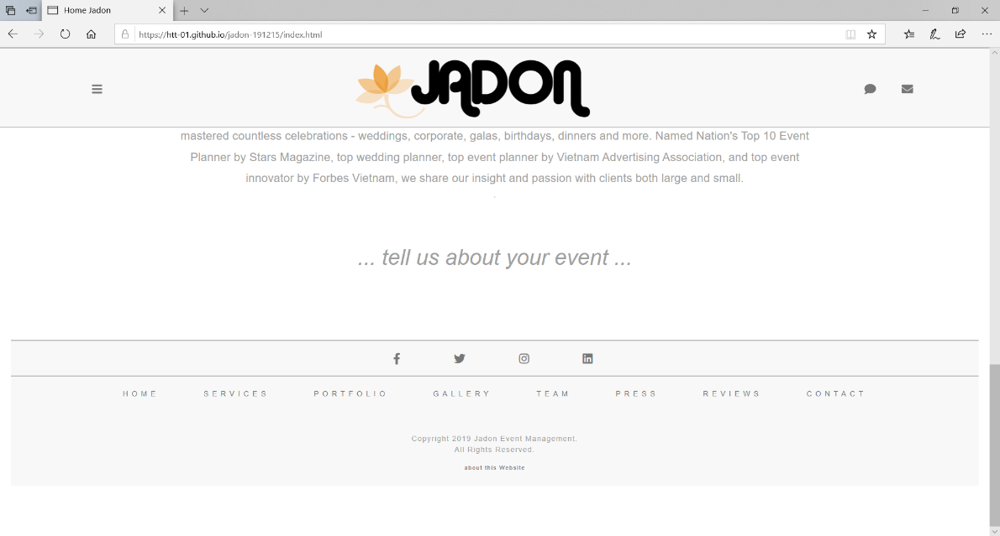 Home Jadon
https://htt-01.github.io/jadon-191215/index.html
JADON
mastered countless celebrations - weddings, corporate, galas, birthdays, dinners and more. Named Nation's Top 10 Event
Planner by Stars Magazine, top wedding planner, top event planner by Vietnam Advertising Association, and top event
innovator by Forbes Vietnam, we share our insight and passion with clients both large and small.
.
... tell us about your event ...
HOME SERVICES PORTFOLIO GALLERY TEAM PRESS REVIEWS CONTACT
Copyright 2019 Jadon Event Management.
All Rights Reserved.
about this Website